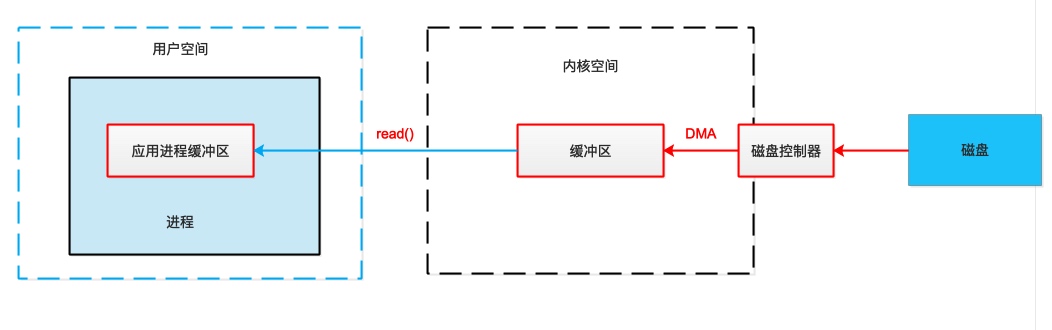 用户空间
内核空间
read()
DMA
应用进程缓冲区
缓冲区
磁盘控制器
磁盘
进程